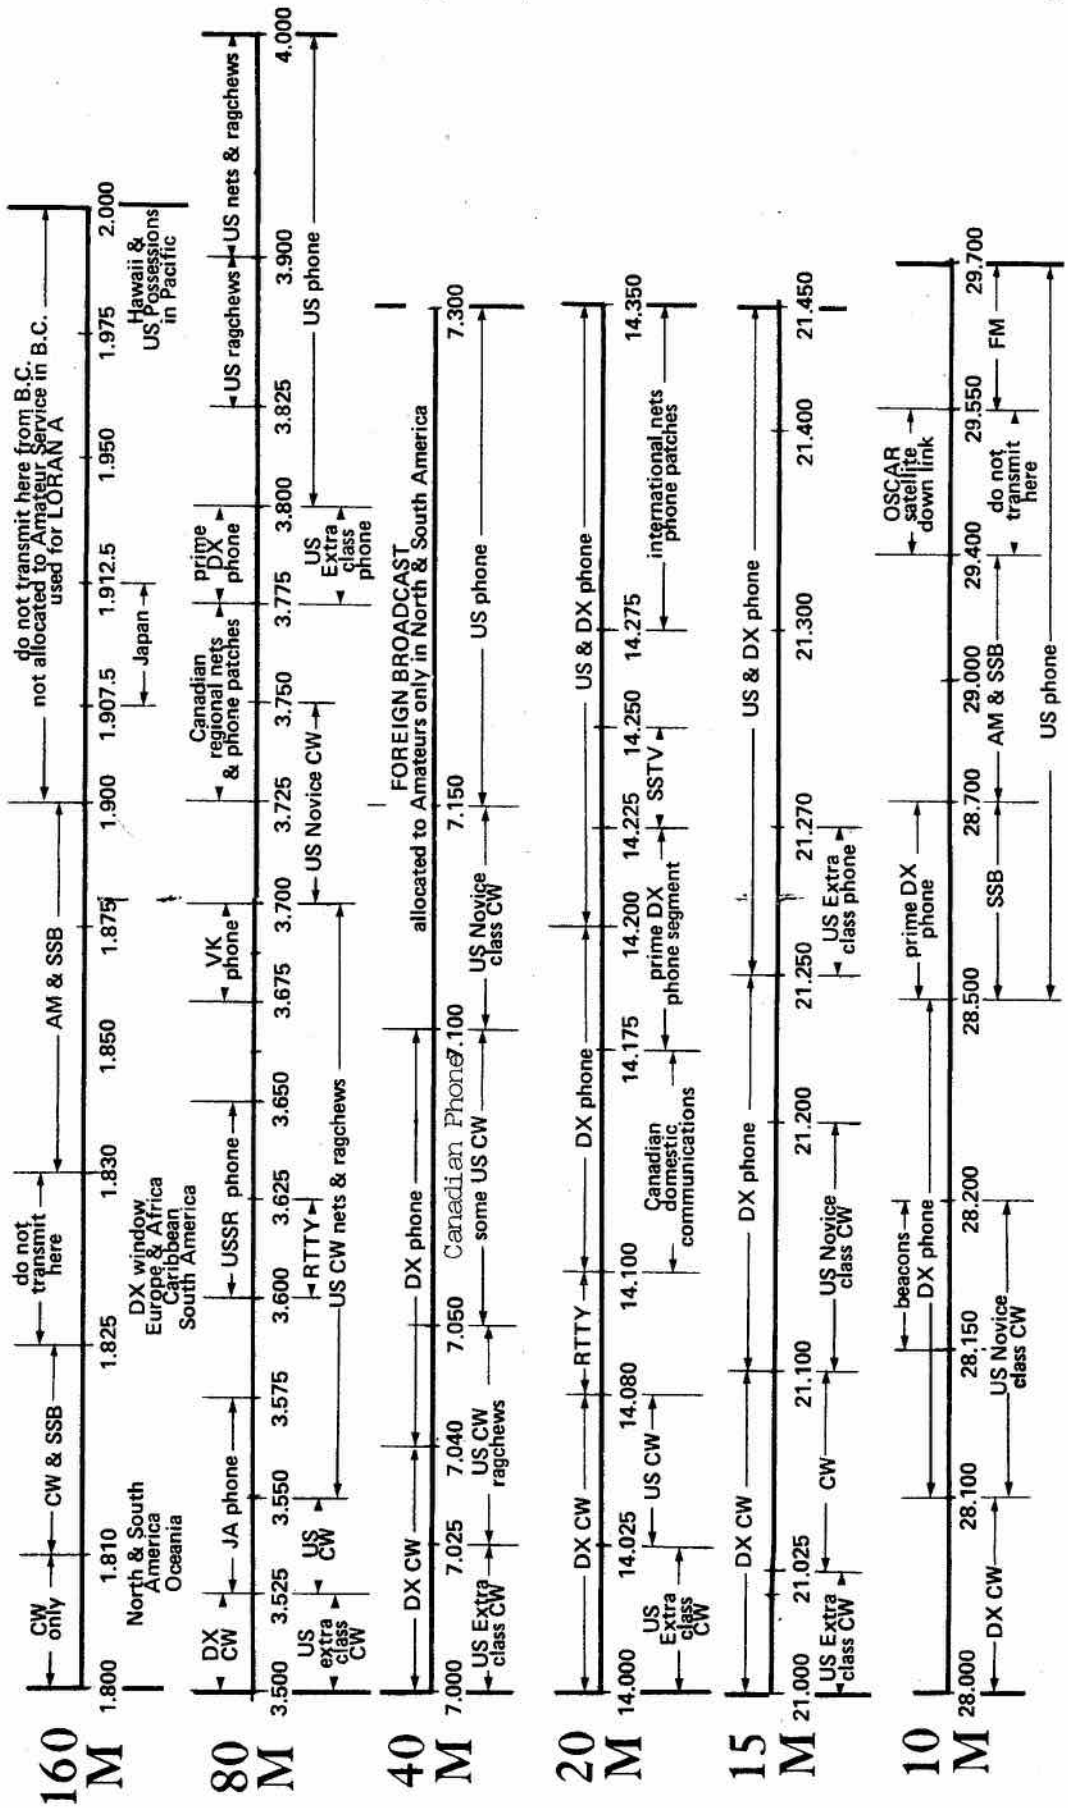 160
M
do not transmit here from B.C.
not allocated to Amateur Service in B.C.
used for LORAN A
CW
only
CW & SSB
do not
transmit
here
AM & SSB
1.800
1.810
1.825
1.830
1.850
1.875
1.900
1.907.5
1.912.5
1.950
1.975
2.000
North & South
America
Oceania
DX window
Europe & Africa
Caribbean
South America
Japan
Hawaii &
US Possessions
in Pacific
80
M
DX
CW
JA phone
USSR phone
VK
phone
Canadian
regional nets
& phone patches
prime
DX
phone
US ragchews
US nets & ragchews
3.500
3.525
3.550
3.575
3.600
3.625
3.650
3.675
3.700
3.725
3.750
3.775
3.800
3.825
3.900
4.000
US
extra
class
CW
US
CW
RTTY
US CW nets & ragchews
US Novice CW
US
Extra
class
phone
US phone
40
M
FOREIGN BROADCAST
allocated to Amateurs only in North & South America
DX CW
DX phone
7.000
7.025
7.040
7.050
Canadian Phone
7.100
7.150
7.300
US Extra
class CW
US CW
ragchews
some US CW
US Novice
class CW
US phone
20
M
DX CW
RTTY
DX phone
US & DX phone
14.000
14.025
14.080
14.100
14.175
14.200
14.225
14.250
14.275
14.350
US
Extra
class
CW
US CW
Canadian
domestic
communications
prime DX
phone segment
SSTV
international nets
phone patches
15
M
DX CW
DX phone
US & DX phone
21.000
21.025
21.100
21.200
21.250
21.270
21.300
21.400
21.450
US Extra
class CW
CW
US Novice
class CW
US Extra
class phone
10
M
DX CW
beacons
DX phone
prime DX
phone
OSCAR
satellite
down link
28.000
28.100
28.150
28.200
28.500
28.700
29.000
29.400
29.550
29.700
US Novice
class CW
SSB
AM & SSB
do not
transmit
here
FM
US phone